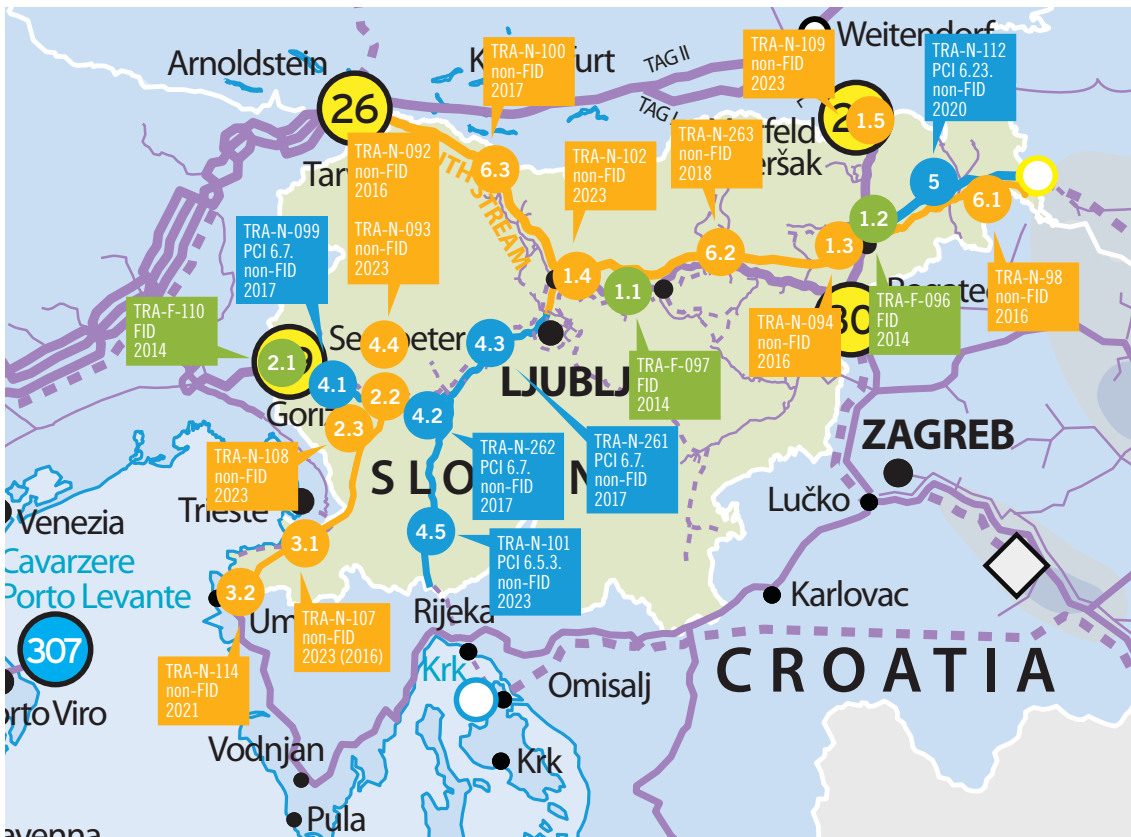 Weitendorf
Arnoldstein
TAG II
TRA-N-100
non-FID
2017
TRA-N-109
non-FID
2023
TRA-N-112
PCI 6.23.
non-FID
2020
26
1.5
TRA-N-092
non-FID
2016
TRA-N-093
non-FID
2023
6.3
TRA-N-102
non-FID
2023
TRA-N-263
non-FID
2018
5
6.1
STREAM
TRA-N-099
PCI 6.7.
non-FID
2017
1.2
1.3
6.2
1.4
1.1
TRA-N-98
non-FID
2016
TRA-F-110
FID
2014
2.1
4.4
4.3
TRA-N-094
non-FID
2016
TRA-F-096
FID
2014
4.1
2.2
2.3
4.2
TRA-F-097
FID
2014
TRA-N-108
non-FID
2023
TRA-N-262
PCI 6.7.
non-FID
2017
TRA-N-261
PCI 6.7.
non-FID
2017
ZAGREB
Lučko
Venezia
Trieste
3.1
4.5
TRA-N-101
PCI 6.5.3.
non-FID
2023
Cavarzere
Porto Levante
3.2
Karlovac
Rijeka
TRA-N-107
non-FID
2023 (2016)
307
TRA-N-114
non-FID
2021
Krk
CROATIA
Omisalj
Vodnjan
Krk
Pula